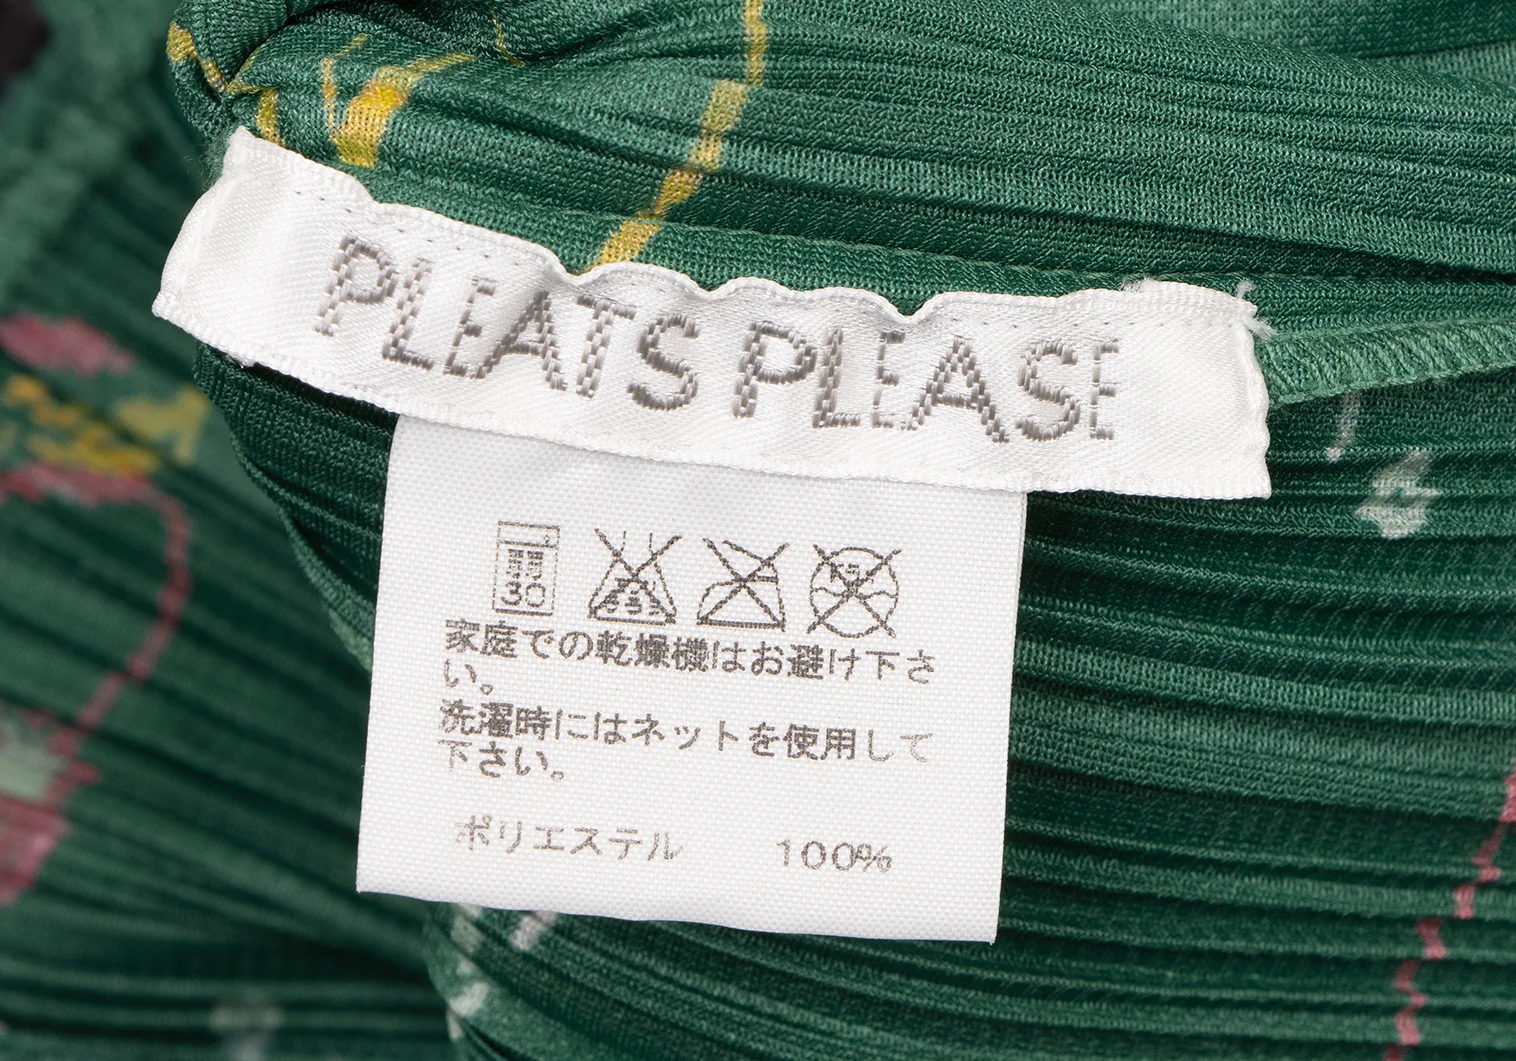 PLEATS PLEASE
弱
30
家庭での乾燥機はお避け下さ
い。
洗濯時にはネットを使用して
下さい。
ポリエステル 100%